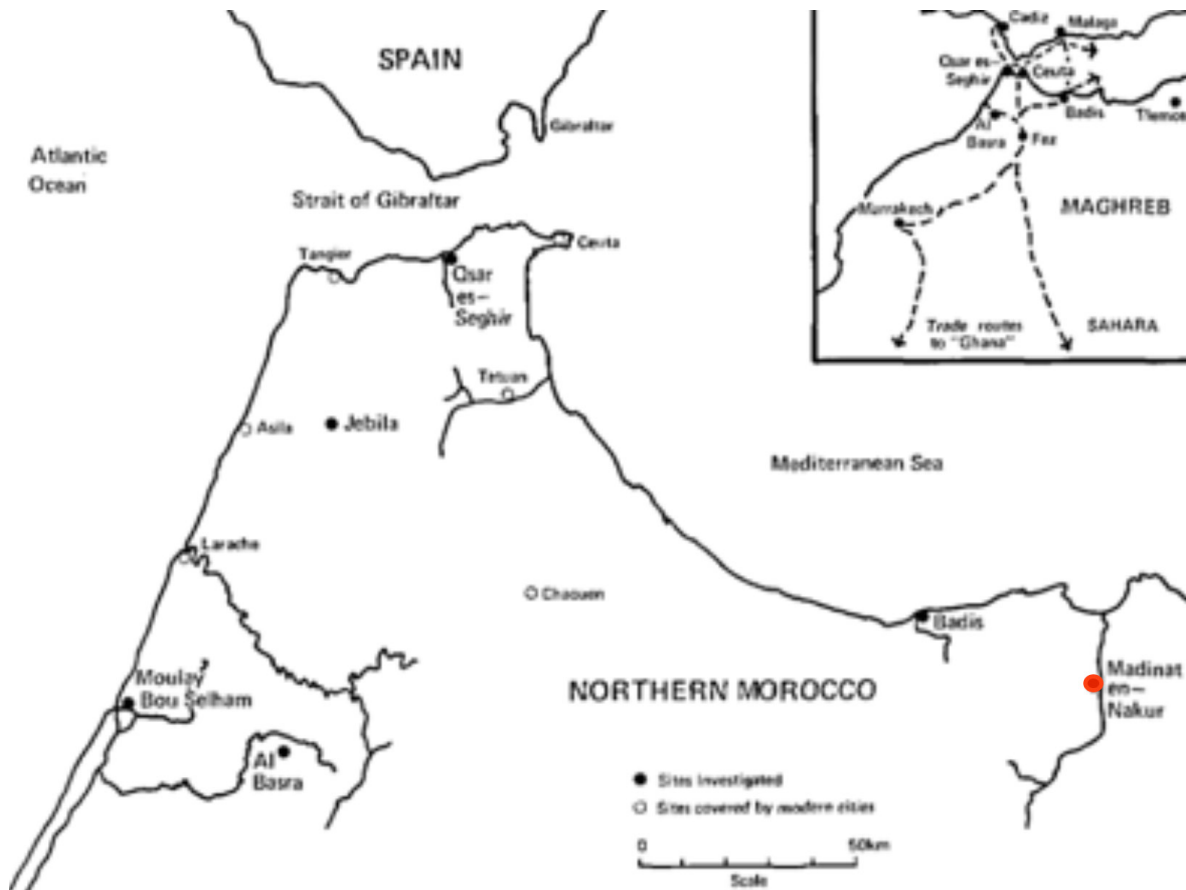 SPAIN
Gibraltar
Atlantic
Ocean
Strait of Gibraltar
Tangier
Ceuta
Qsar
es-
Seghir
Tetuan
Asila
Jebila
Mediterranean Sea
Larache
Chaouen
Badis
Moulay
Bou Selham
NORTHERN MOROCCO
Madinat
en-
Nakur
Al
Basra
Sites Investigated
Sites covered by modern cities
0 50km
Scale
Cadiz
Malaga
Qsar es-
Seghir
Ceuta
Badis
Al
Basra
Fez
Marrakech
MAGHREB
Trade routes
to "Ghana"
SAHARA